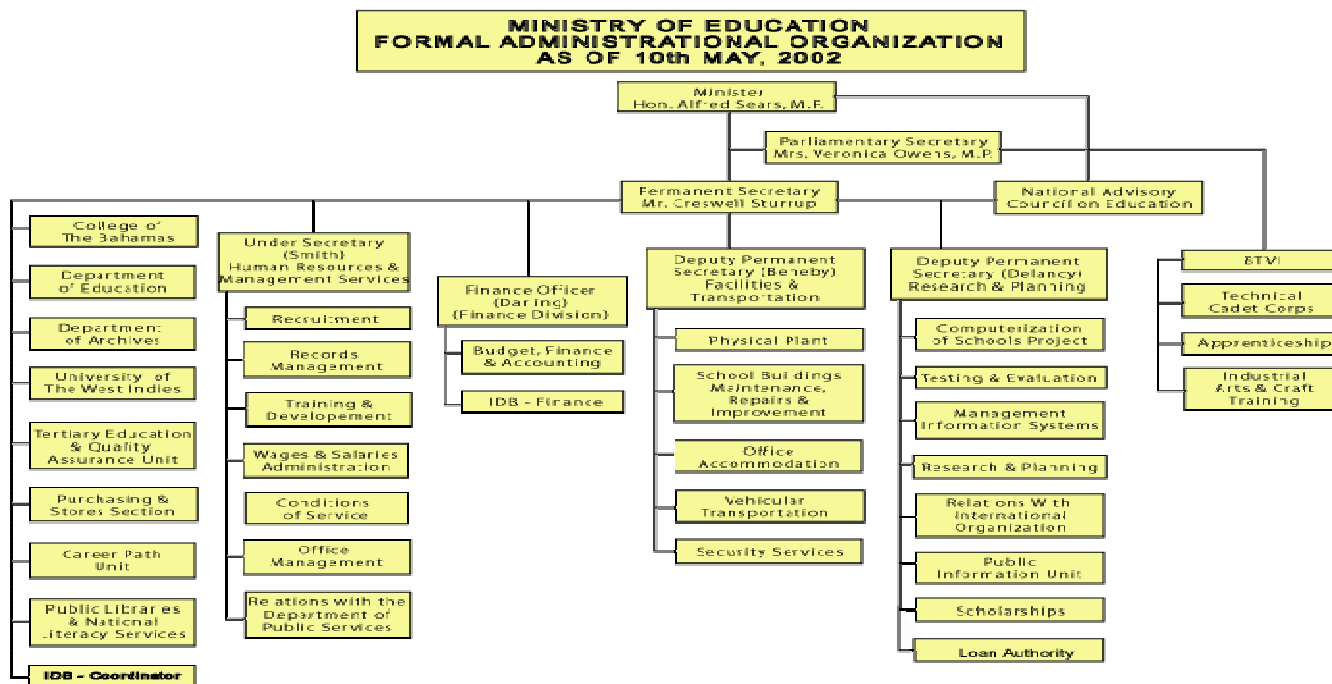 MINISTRY OF EDUCATION
FORMAL ADMINISTRATIONAL ORGANIZATION
AS OF 10th MAY, 2002
Minister
Hon. Alfred Sears, M.P.
Parliamentary Secretary
Mrs. Veronica Owens, M.P.
Permanent Secretary
Mr. Creswell Sturrup
National Advisory
Council on Education
College of
The Bahamas
Department
of Education
Department
of Archives
University of
The West Indies
Tertiary Education
& Quality
Assurance Unit
Purchasing &
Stores Section
Career Path
Unit
Public Libraries
& National
Literacy Services
IDB - Coordinator
Under Secretary
(Smith)
Human Resources &
Management Services
Recruitment
Records
Management
Training &
Developement
Wages & Salaries
Administration
Conditions
of Service
Office
Management
Relations with the
Department of
Public Services
Finance Officer
(Darling)
(Finance Division)
Budget, Finance
& Accounting
IDB - Finance
Deputy Permanent
Secretary (Beneby)
Facilities &
Transportation
Physical Plant
School Buildings
Maintenance,
Repairs &
Improvement
Office
Accommodation
Vehicular
Transportation
Security Services
Deputy Permanent
Secretary (Delancy)
Research & Planning
Computerization
of Schools Project
Testing & Evaluation
Management
Information Systems
Research & Planning
Relations With
International
Organization
Public
Information Unit
Scholarships
Loan Authority
BTVI
Technical
Cadet Corps
Apprenticeship
Industrial
Arts & Craft
Training